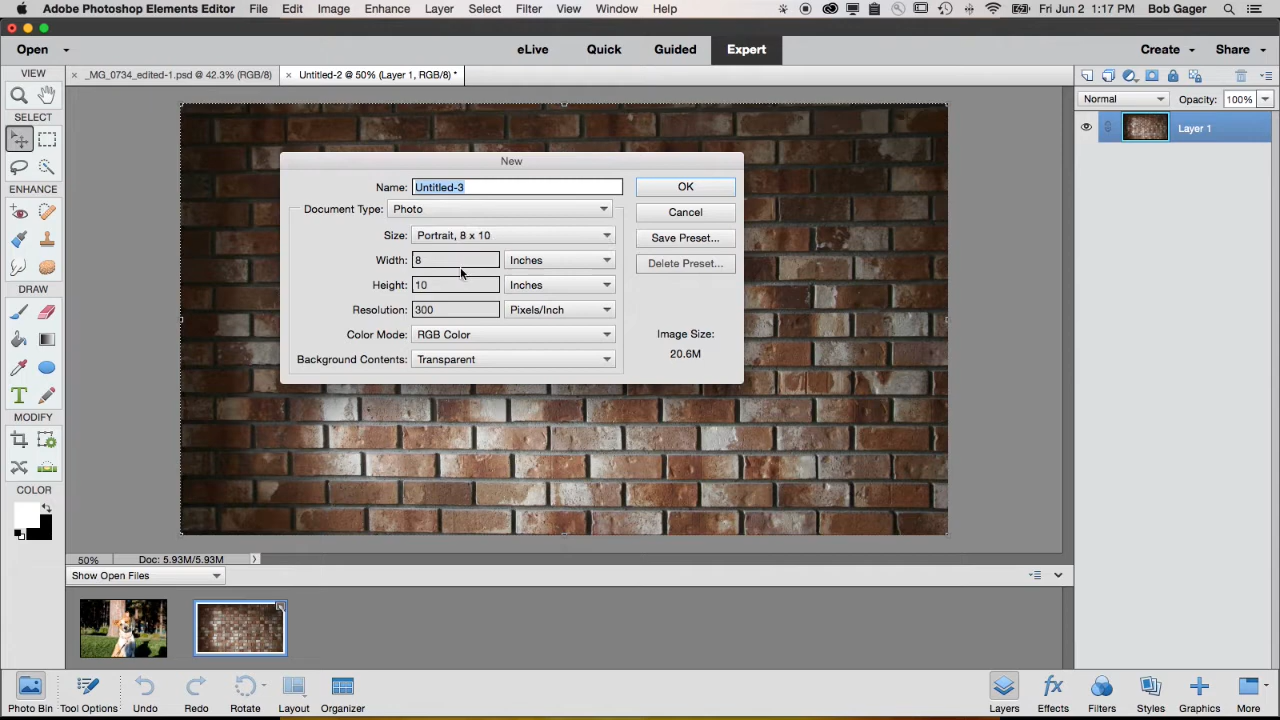 Adobe Photoshop Elements Editor File Edit Image Enhance Layer Select Filter View Window Help Fri Jun 2 1:17 PM Bob Gager
Open eLive Quick Guided Expert Create Share
VIEW × _MG_0734_edited-1.psd @ 42.3% (RGB/8) × Untitled-2 @ 50% (Layer 1, RGB/8) *
Normal Opacity: 100%
SELECT
Layer 1
New
Name: Untitled-3 OK
ENHANCE
Document Type: Photo Cancel
Size: Portrait, 8 x 10 Save Preset...
Width: 8 Inches Delete Preset...
Height: 10 Inches
DRAW
Resolution: 300 Pixels/Inch
Color Mode: RGB Color Image Size:
Background Contents: Transparent 20.6M
T
MODIFY
COLOR
50% Doc: 5.93M/5.93M
Show Open Files
Photo Bin Tool Options Undo Redo Rotate Layout Organizer Layers Effects Filters Styles Graphics More